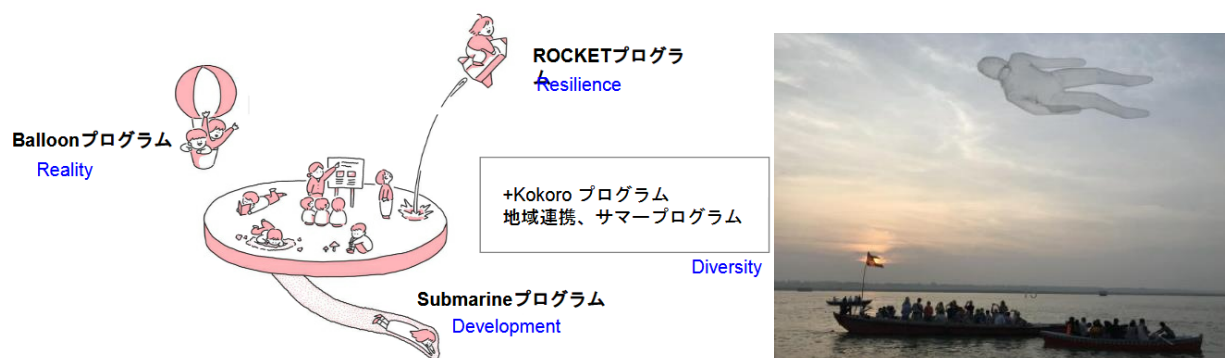 ROCKETプログラ
ム
Resilience
Balloonプログラム
Reality
+Kokoro プログラム
地域連携、サマープログラム
Diversity
Submarineプログラム
Development